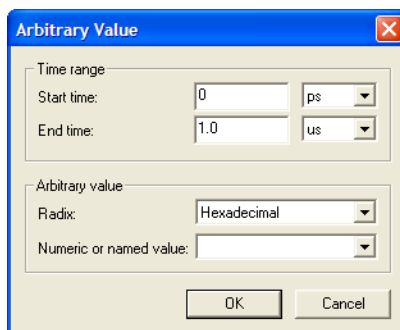 Arbitrary Value
Time range
Start time: 0 ps
End time: 1.0 us
Arbitrary value
Radix: Hexadecimal
Numeric or named value:
OK Cancel